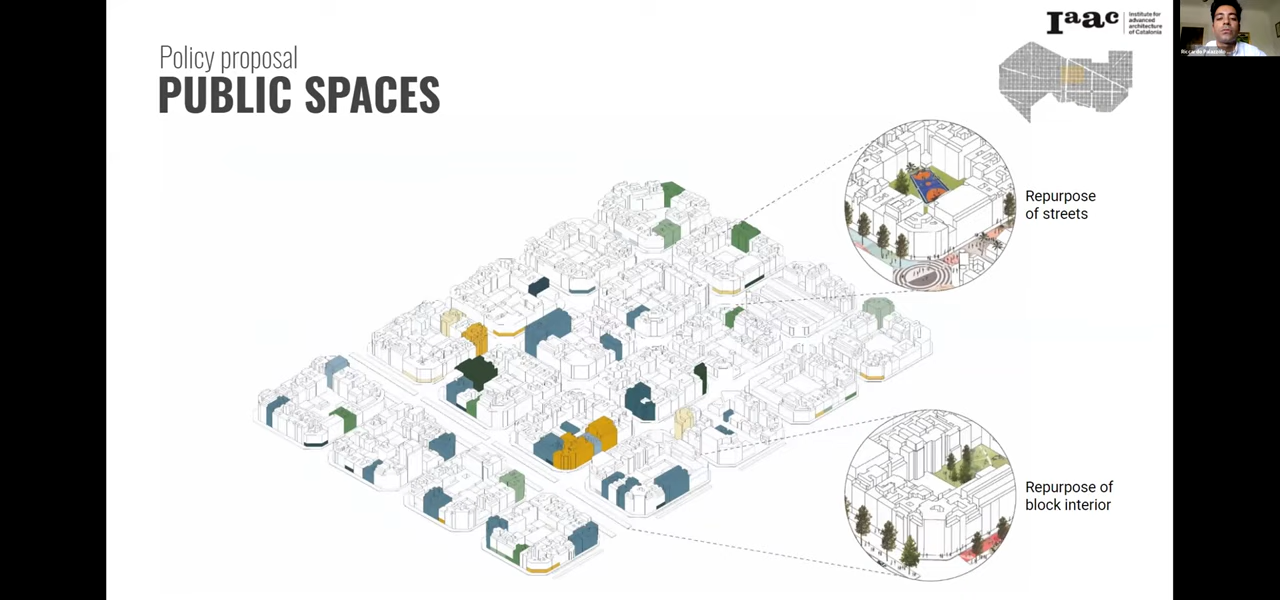 Iaac
Institute for
advanced
architecture
of Catalonia
Policy proposal
PUBLIC SPACES
Repurpose
of streets
Repurpose of
block interior